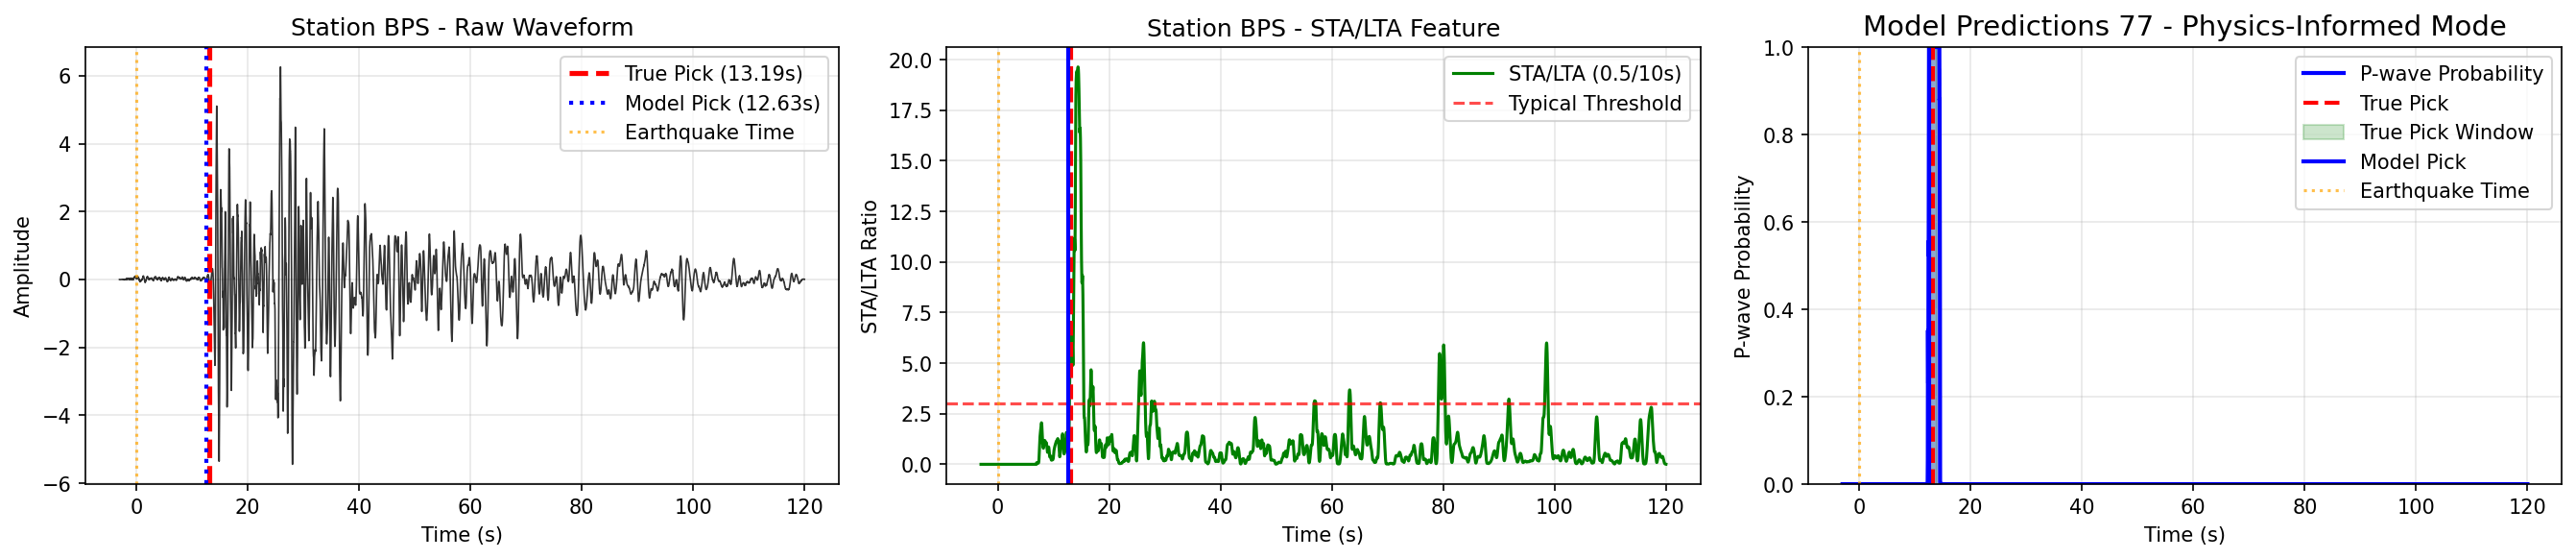 Station BPS - Raw Waveform
6
4
2
0
−2
−4
−6
Amplitude
0
20
40
60
80
100
120
Time (s)
True Pick (13.19s)
Model Pick (12.63s)
Earthquake Time
Station BPS - STA/LTA Feature
20.0
17.5
15.0
12.5
10.0
7.5
5.0
2.5
0.0
STA/LTA Ratio
0
20
40
60
80
100
120
Time (s)
STA/LTA (0.5/10s)
Typical Threshold
Model Predictions 77 - Physics-Informed Mode
1.0
0.8
0.6
0.4
0.2
0.0
P-wave Probability
0
20
40
60
80
100
120
Time (s)
P-wave Probability
True Pick
True Pick Window
Model Pick
Earthquake Time